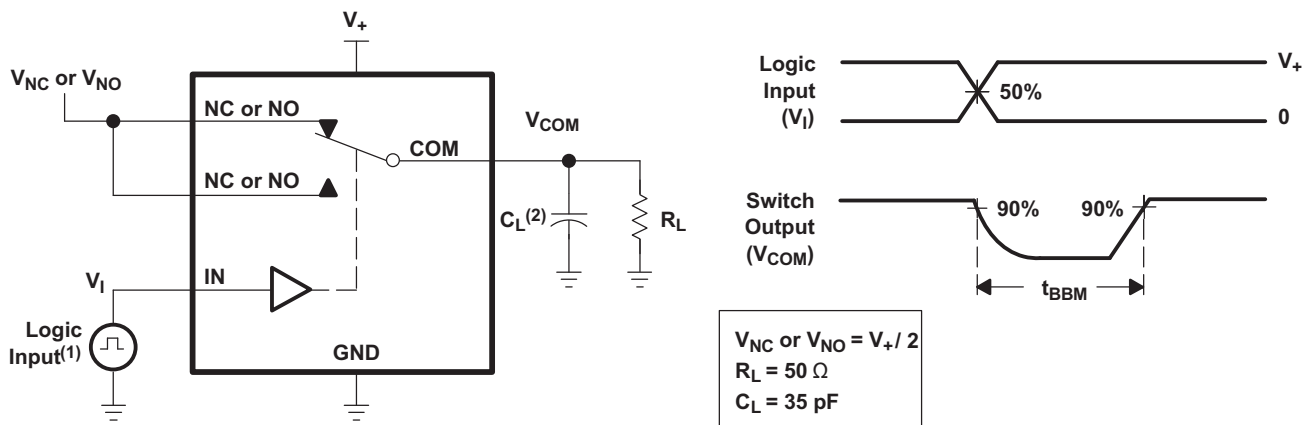 V+
VNC or VNO
NC or NO
VCOM
COM
NC or NO
CL(2)
RL
VI
IN
Logic
Input(1)
GND
Logic
Input
(VI)
50%
V+
0
Switch
Output
(VCOM)
90%
90%
tBBM
VNC or VNO = V+/ 2
RL = 50 Ω
CL = 35 pF